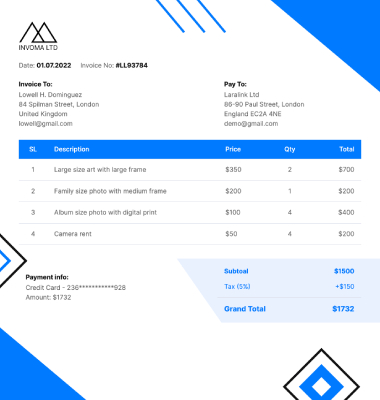 INVOMA LTD
Date: 01.07.2022 Invoice No: #LL93784
Invoice To:
Lowell H. Dominguez
84 Spilman Street, London
United Kingdom
lowell@gmail.com
Pay To:
Laralink Ltd
86-90 Paul Street, London
England EC2A 4NE
demo@gmail.com
SL Description Price Qty Total
1 Large size art with large frame $350 2 $700
2 Family size photo with medium frame $200 1 $200
3 Album size photo with digital print $100 4 $400
4 Camera rent $50 4 $200
Payment info:
Credit Card - 236***********928
Amount: $1732
Subtoal $1500
Tax (5%) +$150
Grand Total $1732